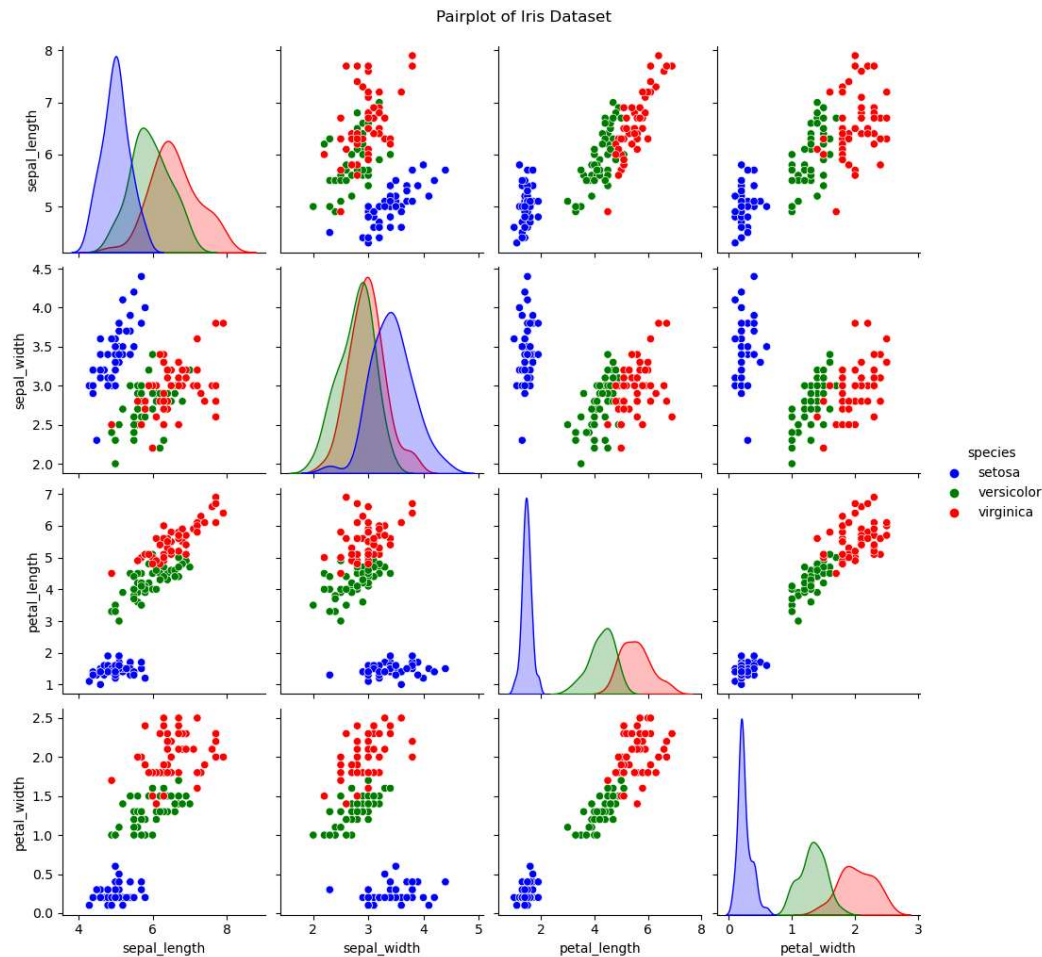 Pairplot of Iris Dataset
8
7
6
5
sepal_length
4.5
4.0
3.5
3.0
2.5
2.0
sepal_width
species
setosa
versicolor
virginica
7
6
5
4
3
2
1
petal_length
2.5
2.0
1.5
1.0
0.5
0.0
petal_width
4 6 8 2 3 4 5 2 4 6 8 0 1 2 3
sepal_length sepal_width petal_length petal_width